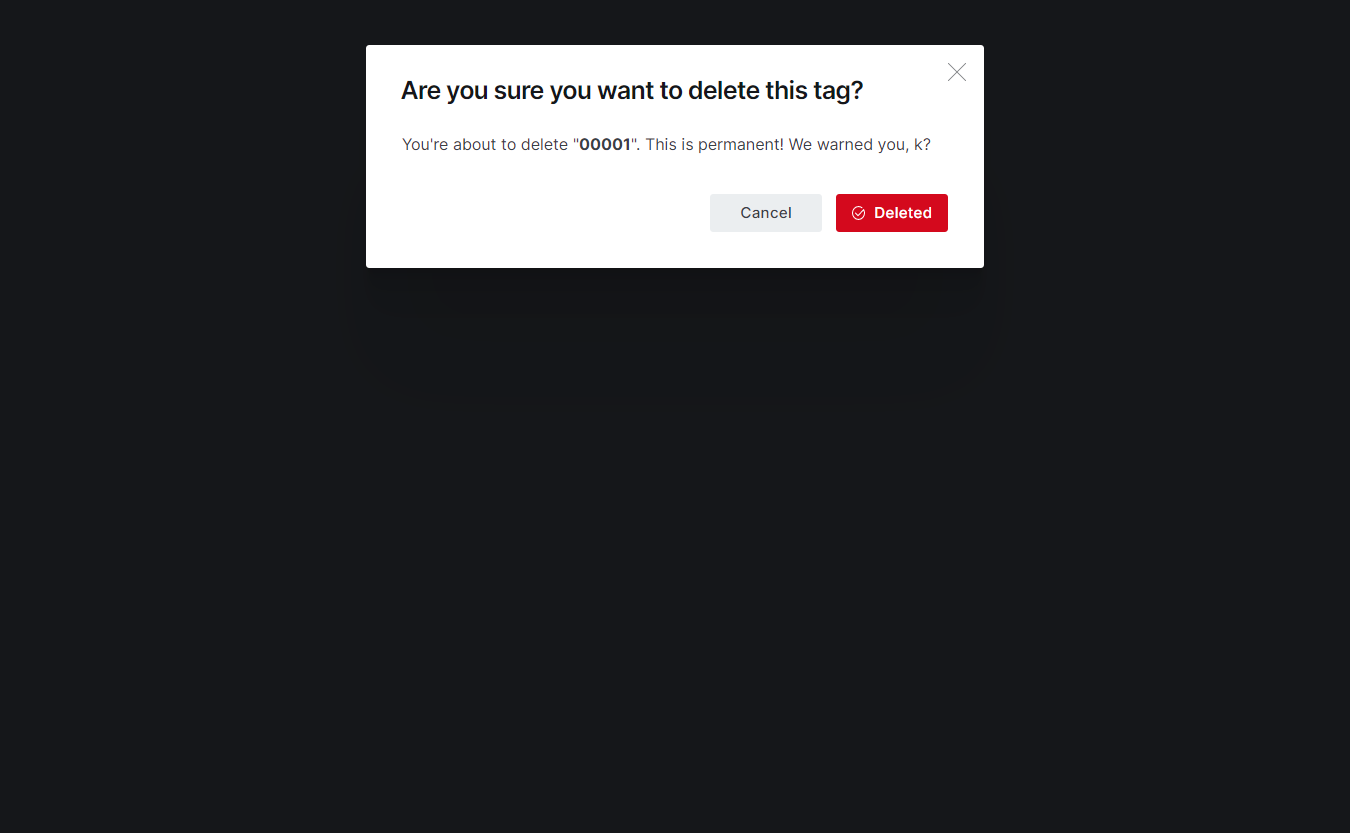 Are you sure you want to delete this tag?
You're about to delete "00001". This is permanent! We warned you, k?
Cancel
Deleted